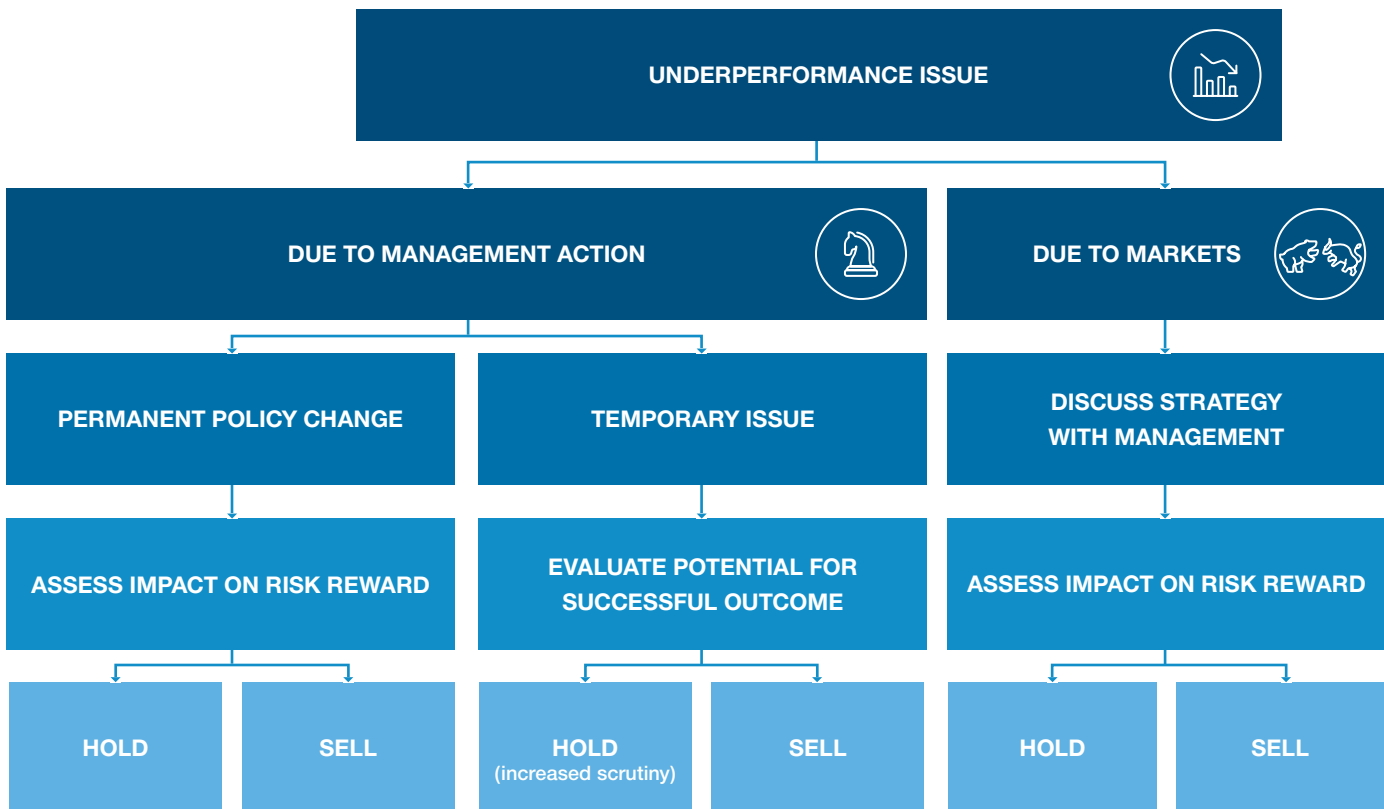 UNDERPERFORMANCE ISSUE
DUE TO MANAGEMENT ACTION
DUE TO MARKETS
PERMANENT POLICY CHANGE
TEMPORARY ISSUE
DISCUSS STRATEGY
WITH MANAGEMENT
ASSESS IMPACT ON RISK REWARD
EVALUATE POTENTIAL FOR
SUCCESSFUL OUTCOME
ASSESS IMPACT ON RISK REWARD
HOLD
SELL
HOLD
(increased scrutiny)
SELL
HOLD
SELL